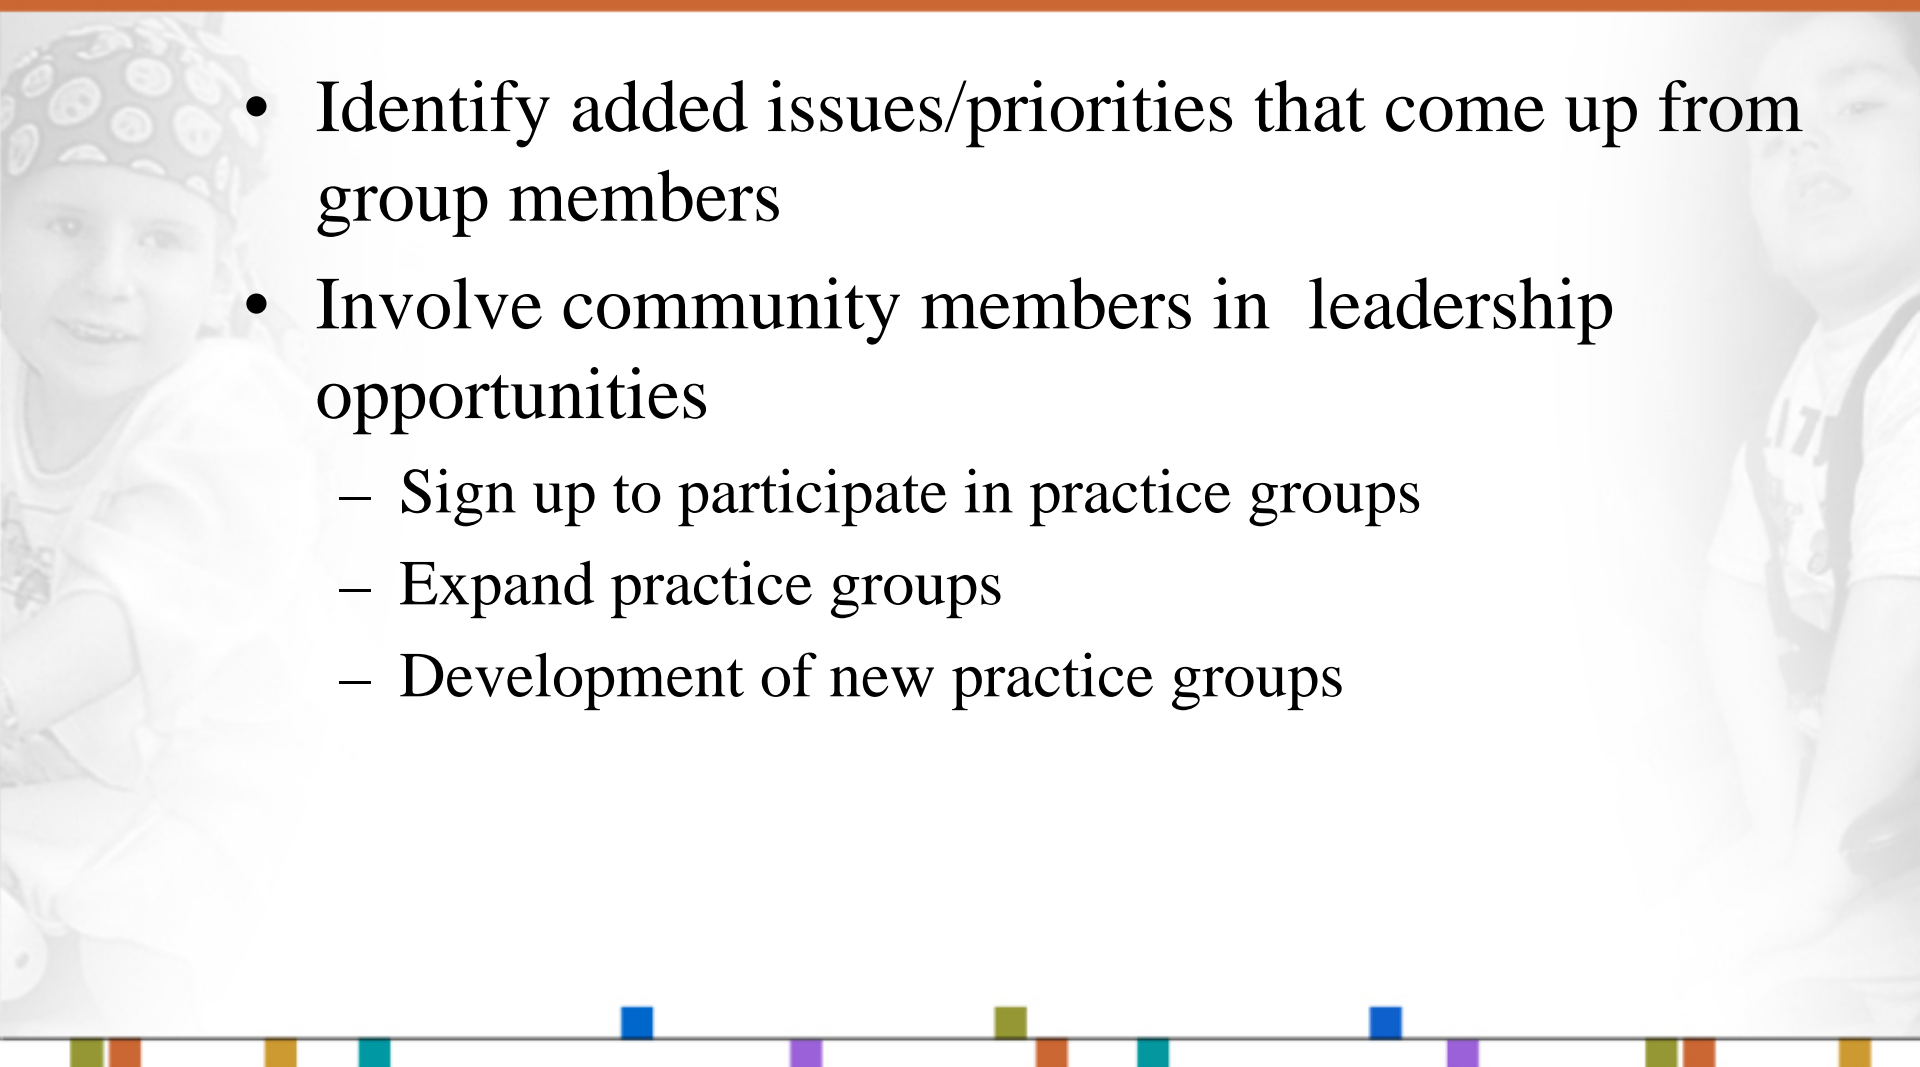 • Identify added issues/priorities that come up from
group members
• Involve community members in  leadership
opportunities
– Sign up to participate in practice groups
– Expand practice groups
– Development of new practice groups